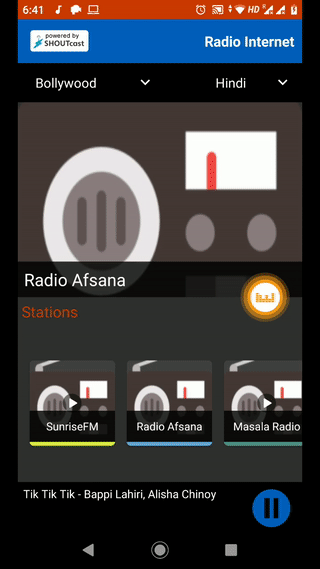 6:41
HD
powered by
SHOUTcast
Radio Internet
Bollywood
Hindi
Radio Afsana
Stations
SunriseFM
Radio Afsana
Masala Radio
Tik Tik Tik - Bappi Lahiri, Alisha Chinoy